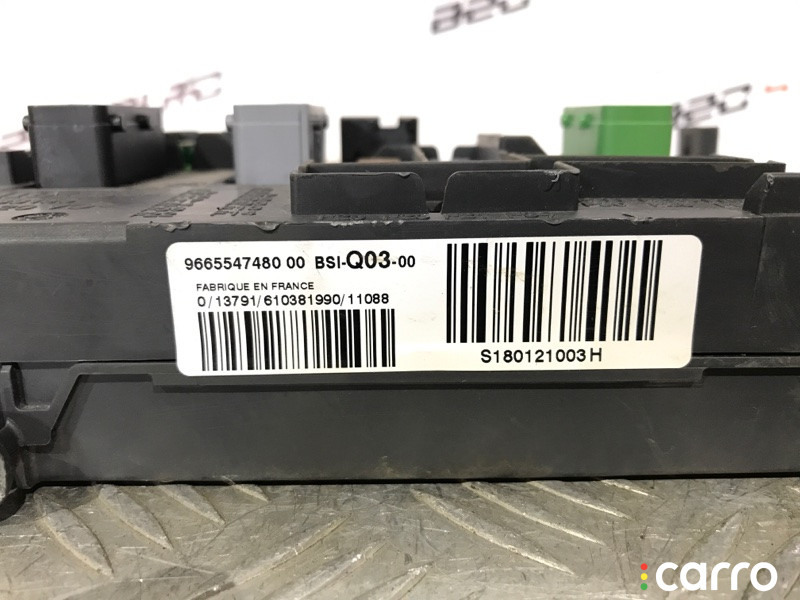 9665547480 00 BSI-Q03-00
FABRIQUE EN FRANCE
0/13791/610381990/11088
S180121003H
carro